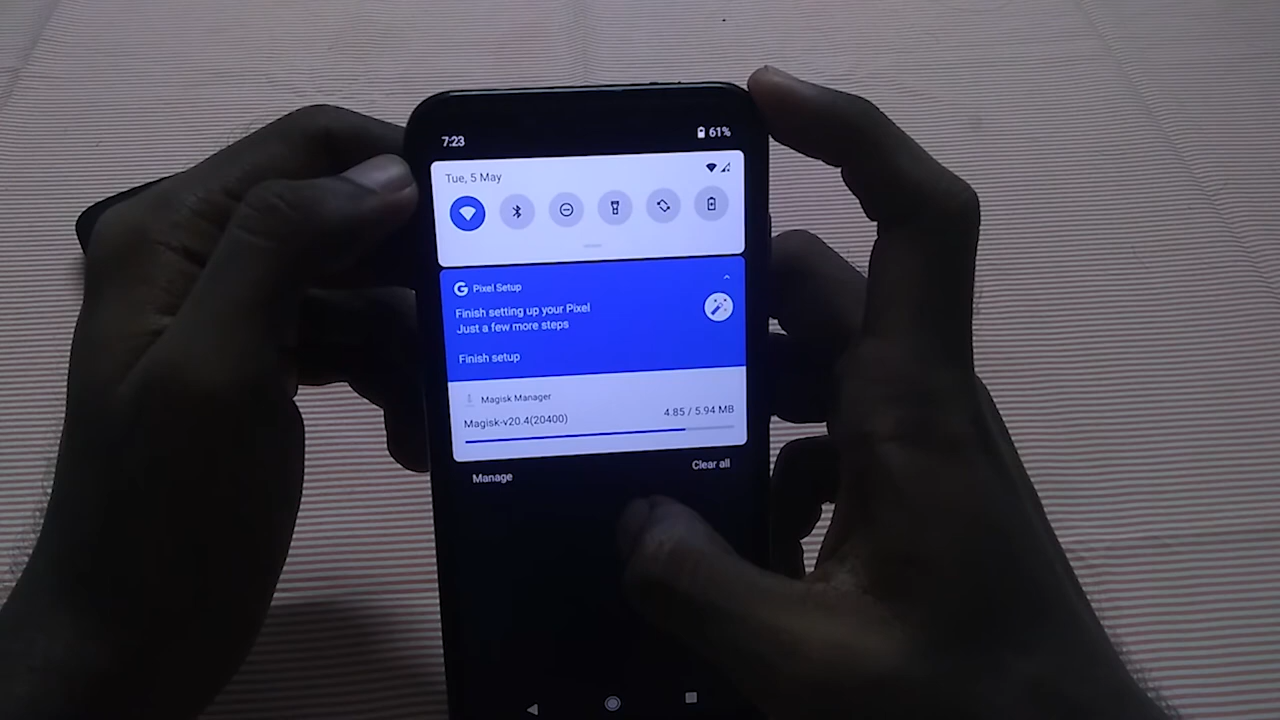 7:23
61%
Tue, 5 May
G Pixel Setup
Finish setting up your Pixel
Just a few more steps
Finish setup
Magisk Manager
Magisk-v20.4(20400)
4.85 / 5.94 MB
Manage
Clear all